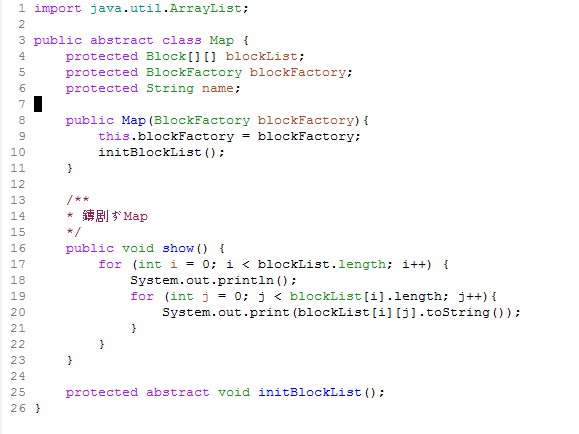 1 import java.util.ArrayList;
2
3 public abstract class Map {
4     protected Block[][] blockList;
5     protected BlockFactory blockFactory;
6     protected String name;
7
8     public Map(BlockFactory blockFactory){
9         this.blockFactory = blockFactory;
10         initBlockList();
11     }
12
13     /**
14     * Map
15     */
16     public void show() {
17         for (int i = 0; i < blockList.length; i++) {
18             System.out.println();
19             for (int j = 0; j < blockList[i].length; j++){
20                 System.out.print(blockList[i][j].toString());
21             }
22         }
23     }
24
25     protected abstract void initBlockList();
26 }